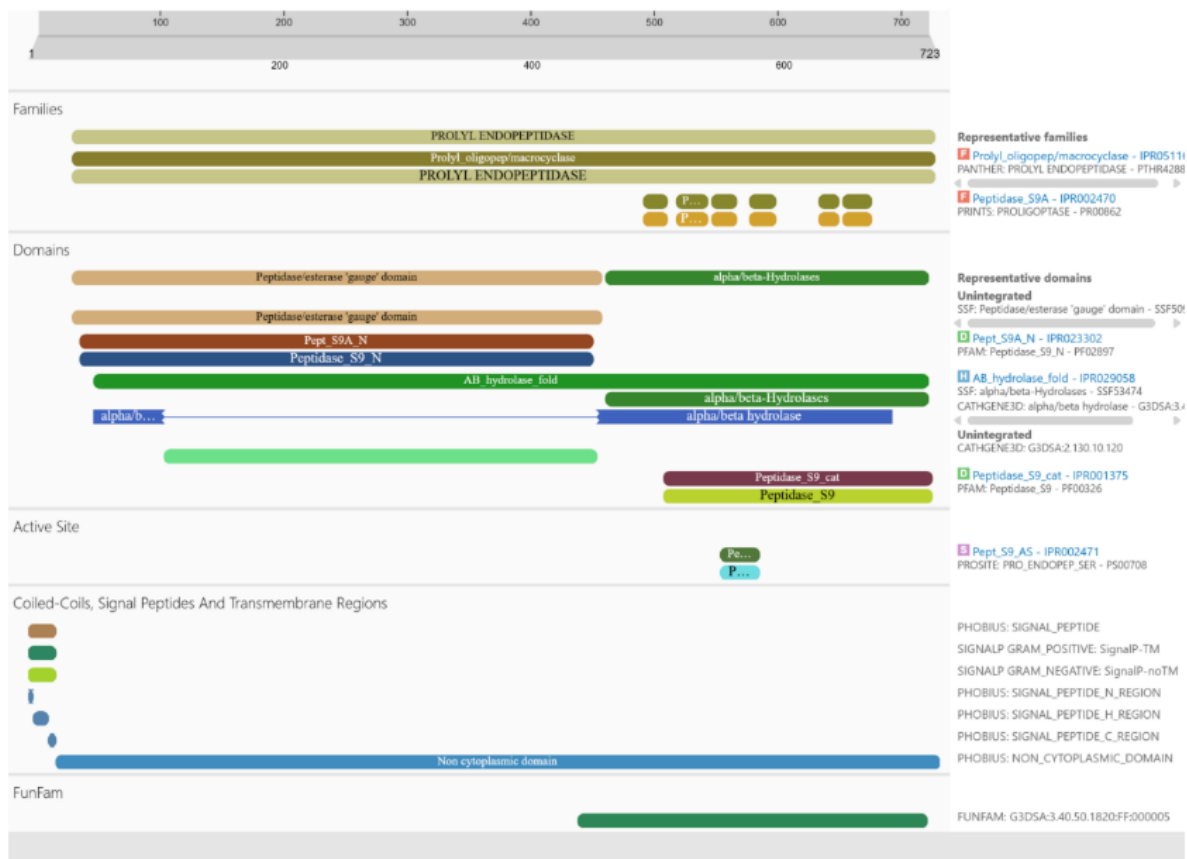 100 200 300 400 500 600 700
1 723
200 400 600
Families
PROLYL ENDOPEPTIDASE
Representative families
Prolyl_oligopep/macrocyclase
F Prolyl_oligopep/macrocyclase - IPR0511
PROLYL ENDOPEPTIDASE
PANTHER: PROLYL ENDOPEPTIDASE - PTHR4288
P...
F Peptidase_S9A - IPR002470
P...
PRINTS: PROLIGOPTASE - PR00862
Domains
Peptidase/esterase 'gauge' domain alpha/beta-Hydrolases
Representative domains
Unintegrated
Peptidase/esterase 'gauge' domain
SSF: Peptidase/esterase 'gauge' domain - SSF50
Pept_S9A_N
D Pept_S9A_N - IPR023302
Peptidase_S9_N
PFAM: Peptidase_S9_N - PF02897
AB_hydrolase_fold
H AB_hydrolase_fold - IPR029058
alpha/beta-Hydrolases
SSF: alpha/beta-Hydrolases - SSF53474
alpha/b... alpha/beta hydrolase
CATHGENE3D: alpha/beta hydrolase - G3DSA:3.4
Unintegrated
CATHGENE3D: G3DSA:2.130.10.120
Peptidase_S9_cat
D Peptidase_S9_cat - IPR001375
Peptidase_S9
PFAM: Peptidase_S9 - PF00326
Active Site
Pe...
S Pept_S9_AS - IPR002471
P...
PROSITE: PRO_ENDOPEP_SER - PS00708
Coiled-Coils, Signal Peptides And Transmembrane Regions
PHOBIUS: SIGNAL_PEPTIDE
SIGNALP GRAM_POSITIVE: SignalP-TM
SIGNALP GRAM_NEGATIVE: SignalP-noTM
PHOBIUS: SIGNAL_PEPTIDE_N_REGION
PHOBIUS: SIGNAL_PEPTIDE_H_REGION
PHOBIUS: SIGNAL_PEPTIDE_C_REGION
Non cytoplasmic domain
PHOBIUS: NON_CYTOPLASMIC_DOMAIN
FunFam
FUNFAM: G3DSA:3.40.50.1820:FF:000005